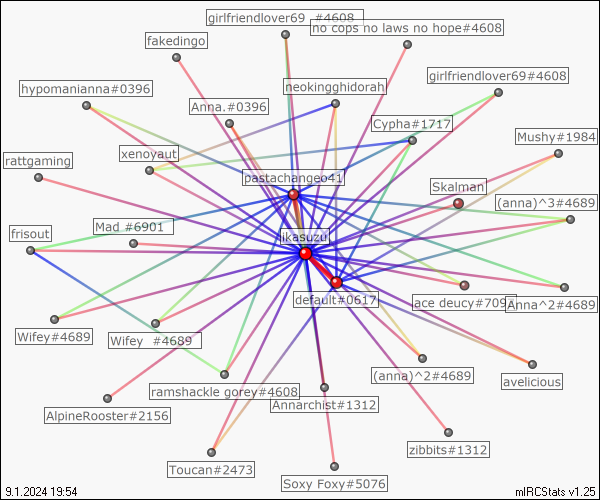 girlfriendlover69 #4608
no cops no laws no hope#4608
fakedingo
girlfriendlover69#4608
hypomanianna#0396
neokingghidorah
Anna.#0396
Cypha#1717
Mushy#1984
xenoyaut
rattgaming
pastachangeo41
Skalman
(anna)^3#4689
Mad #6901
frisout
ikasuzu
default#0617
ace deucy#709
Anna^2#4689
Wifey#4689
Wifey #4689
(anna)^2#4689
avelicious
ramshackle gorey#4608
Annarchist#1312
AlpineRooster#2156
zibbits#1312
Toucan#2473
Soxy Foxy#5076
9.1.2024 19:54
mIRCStats v1.25